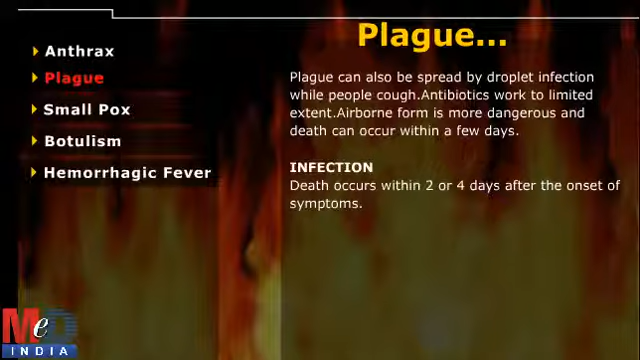 Plague...
Anthrax
Plague
Small Pox
Botulism
Hemorrhagic Fever
Plague can also be spread by droplet infection
while people cough.Antibiotics work to limited
extent.Airborne form is more dangerous and
death can occur within a few days.
INFECTION
Death occurs within 2 or 4 days after the onset of
symptoms.
MeD
INDIA